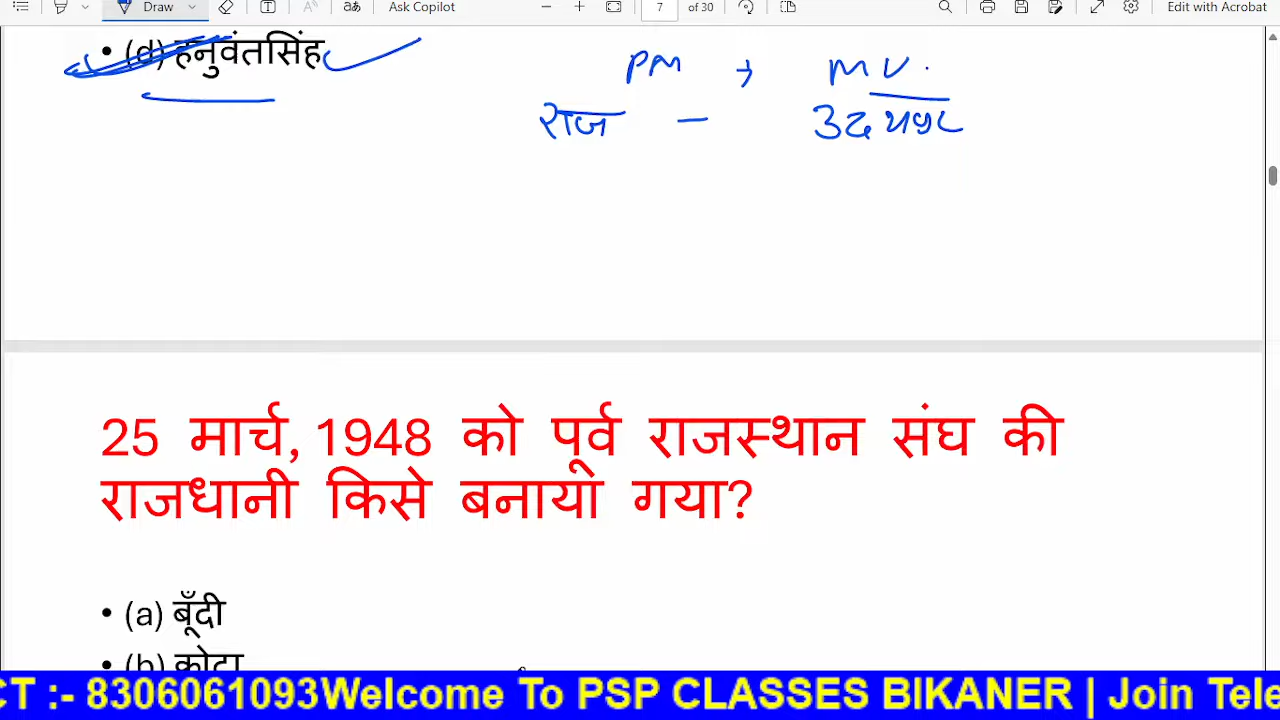 Draw
Ask Copilot
7 of 30
Edit with Acrobat
• (d) हनुवंतसिंह
PM → MV.
राज – उदयपुर
25 मार्च, 1948 को पूर्व राजस्थान संघ की
राजधानी किसे बनाया गया?
• (a) बूँदी
• (b) कोटा
CT :- 8306061093Welcome To PSP CLASSES BIKANER | Join Tele